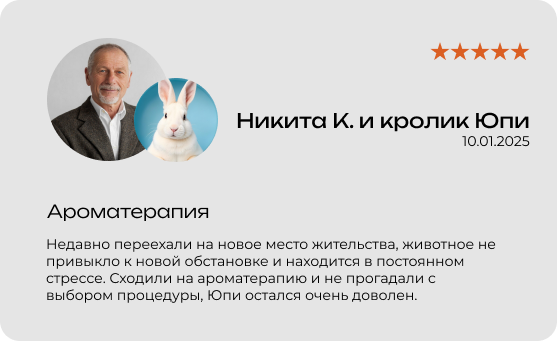 Никита К. и кролик Юпи
10.01.2025
Ароматерапия
Недавно переехали на новое место жительства, животное не
привыкло к новой обстановке и находится в постоянном
стрессе. Сходили на ароматерапию и не прогадали с
выбором процедуры, Юпи остался очень доволен.